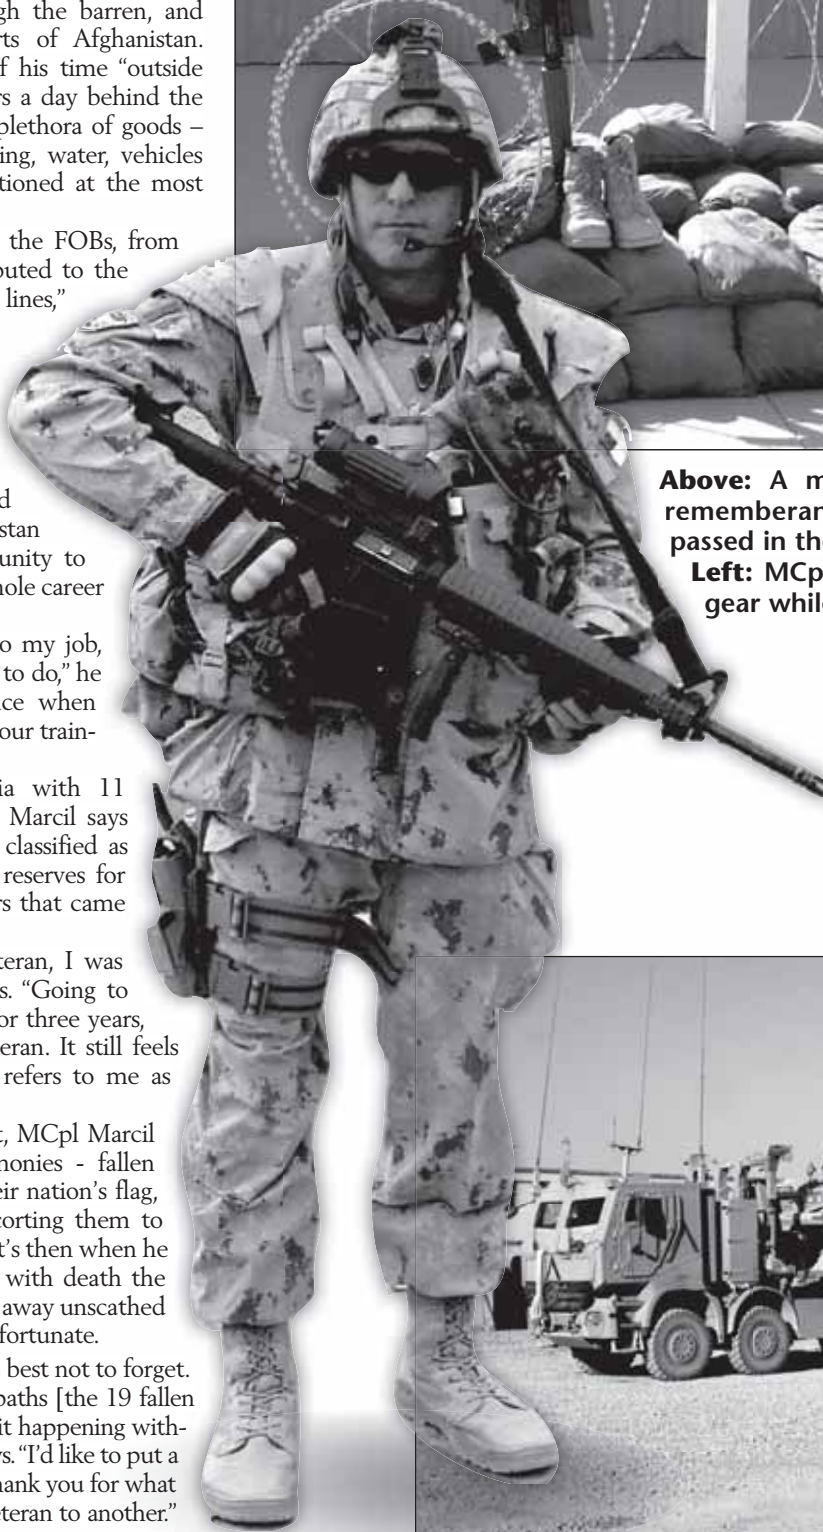 gh the barren, and
rts of Afghanistan.
f his time “outside
rs a day behind the
plethora of goods –
ing, water, vehicles
tioned at the most
the FOBs, from
buted to the
lines,”
d
stan
unity to
hole career
o my job,
to do,” he
ce when
our train-
ia with 11
Marcil says
classified as
reserves for
rs that came
teran, I was
s. “Going to
or three years,
eran. It still feels
refers to me as
t, MCpl Marcil
monies - fallen
eir nation’s flag,
corting them to
t’s then when he
with death the
away unscathed
fortunate.
best not to forget.
paths [the 19 fallen
it happening with-
ys. “I’d like to put a
hank you for what
eteran to another.”
Above: A m
rememberan
passed in the
Left: MCp
gear while